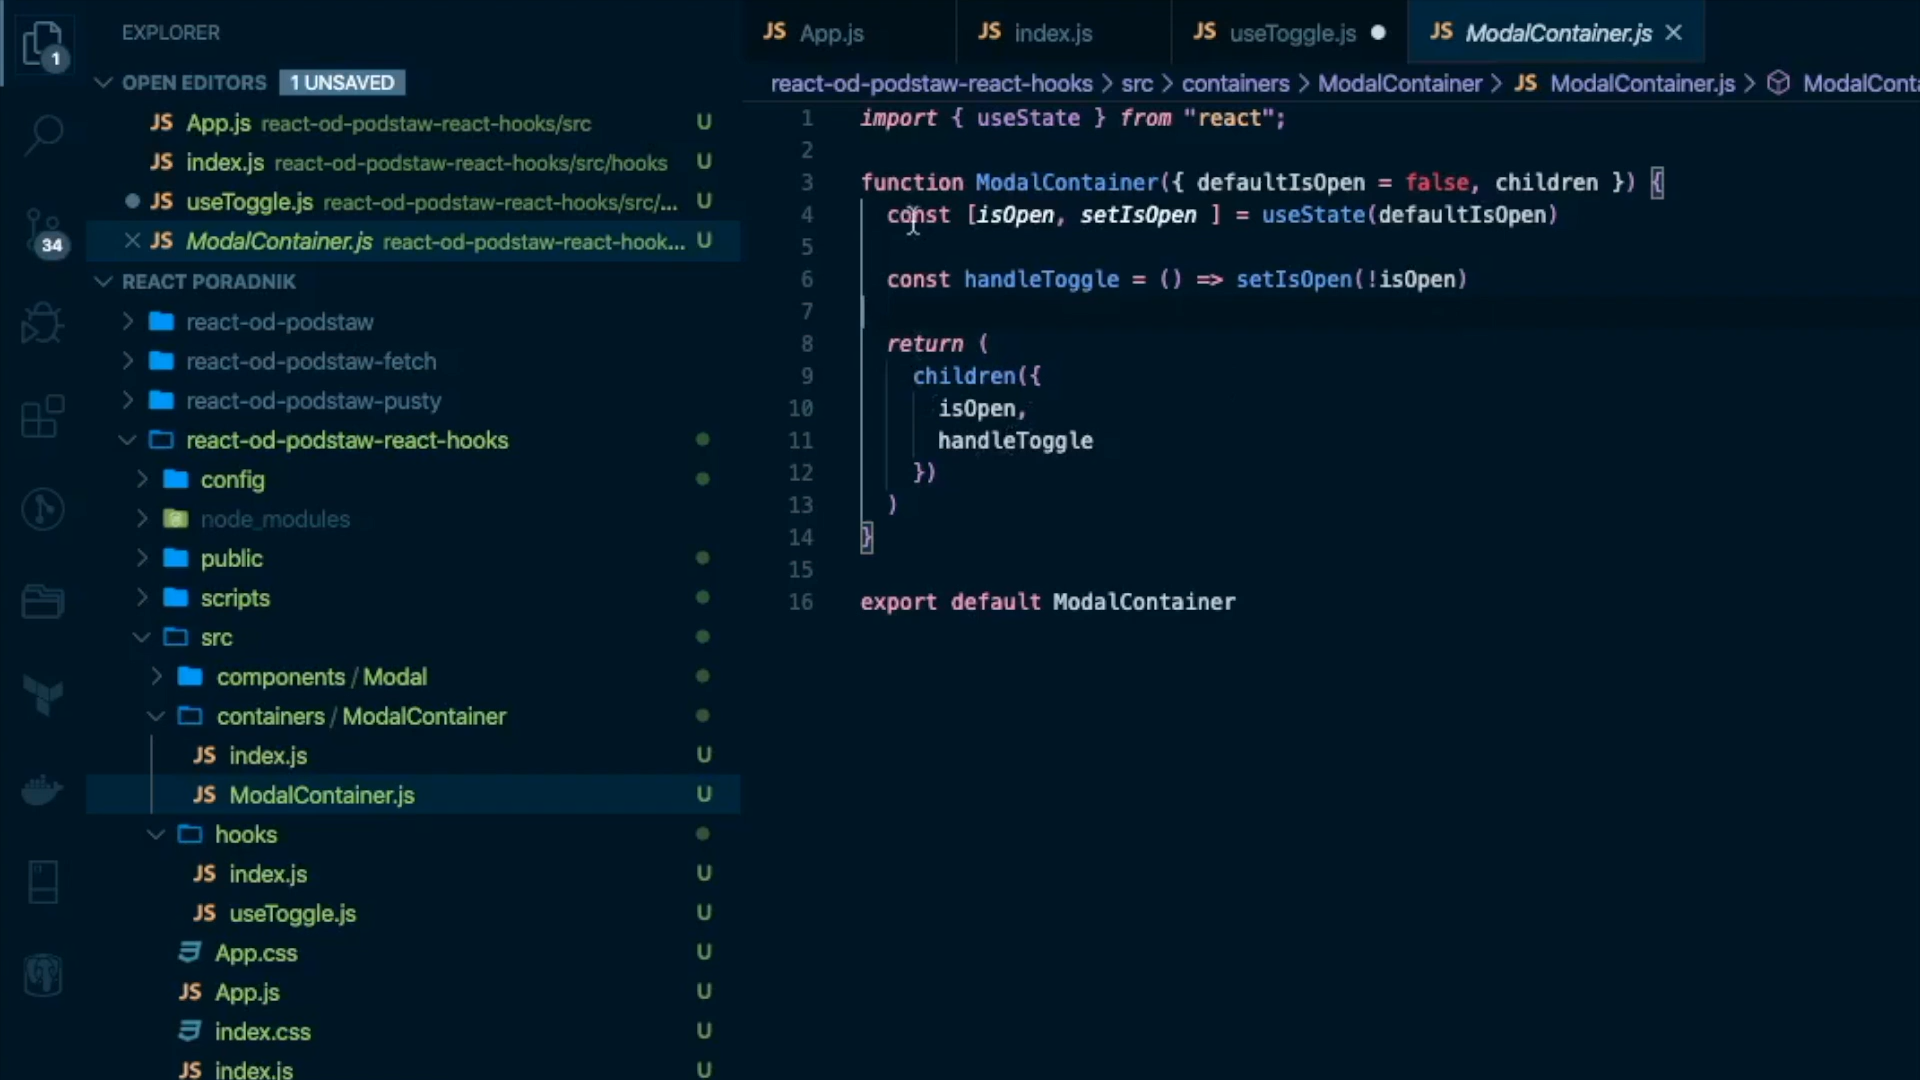 EXPLORER
OPEN EDITORS 1 UNSAVED
JS App.js react-od-podstaw-react-hooks/src U
JS index.js react-od-podstaw-react-hooks/src/hooks U
JS useToggle.js react-od-podstaw-react-hooks/src/... U
JS ModalContainer.js react-od-podstaw-react-hook... U
REACT PORADNIK
react-od-podstaw
react-od-podstaw-fetch
react-od-podstaw-pusty
react-od-podstaw-react-hooks
config
node_modules
public
scripts
src
components / Modal
containers / ModalContainer
JS index.js U
JS ModalContainer.js U
hooks
JS index.js U
JS useToggle.js U
App.css U
JS App.js U
index.css U
JS index.js U
1
34
JS App.js
JS index.js
JS useToggle.js
JS ModalContainer.js
react-od-podstaw-react-hooks > src > containers > ModalContainer > JS ModalContainer.js > ModalConta
1 import { useState } from "react";
2
3 function ModalContainer({ defaultIsOpen = false, children }) {
4 const [isOpen, setIsOpen ] = useState(defaultIsOpen)
5
6 const handleToggle = () => setIsOpen(!isOpen)
7
8 return (
9 children({
10 isOpen,
11 handleToggle
12 })
13 )
14 }
15
16 export default ModalContainer